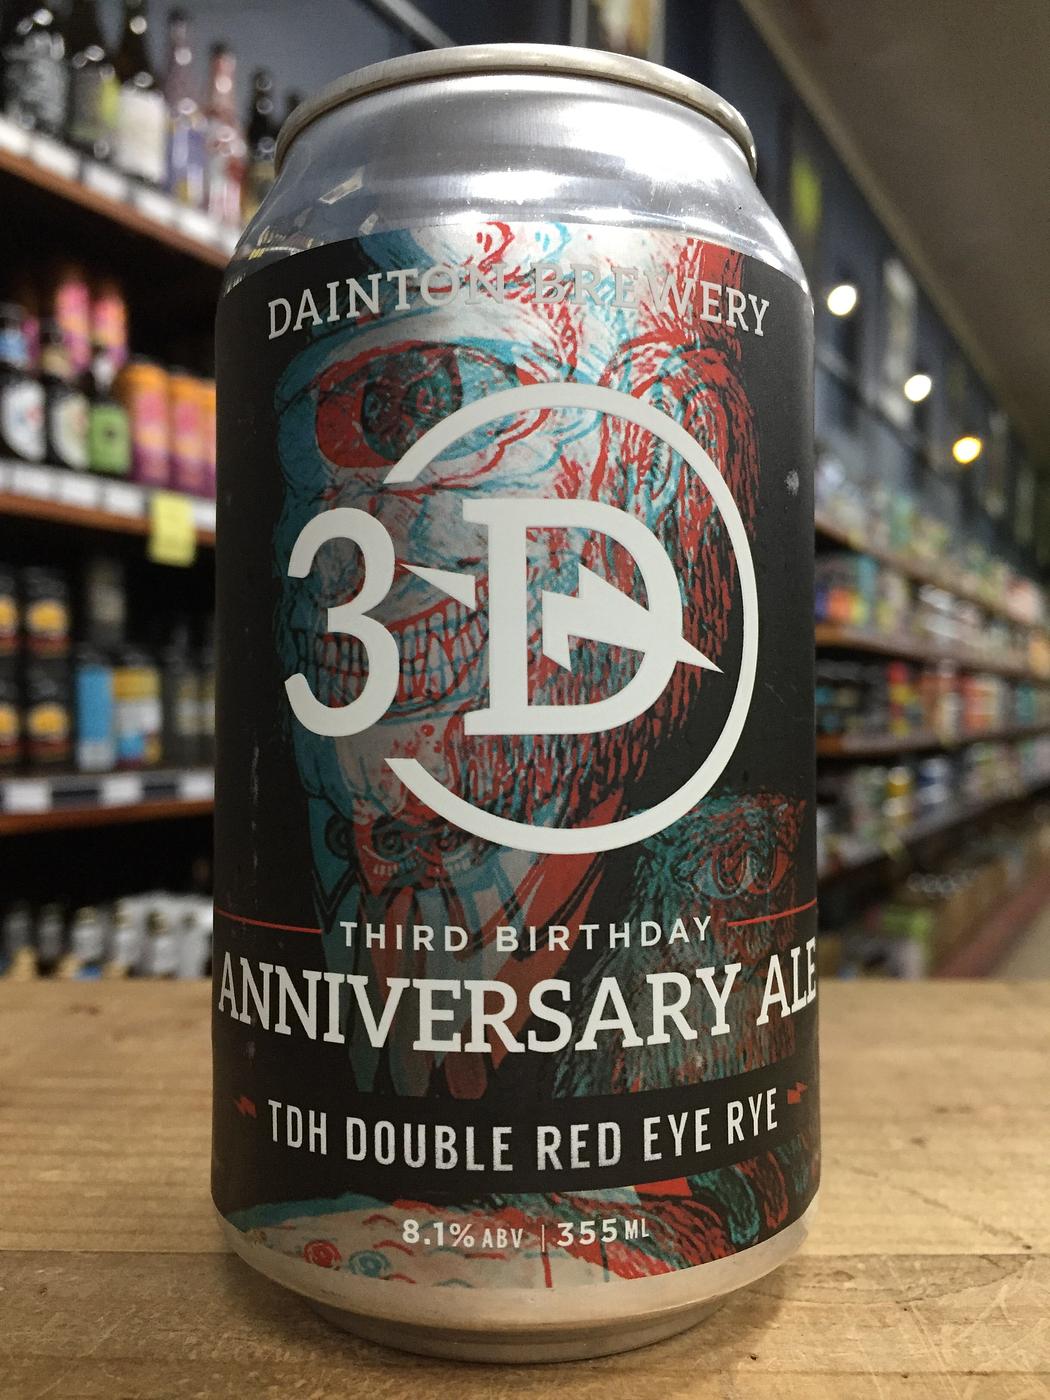 DAINTON BREWERY
3D
THIRD BIRTHDAY
ANNIVERSARY ALE
TDH DOUBLE RED EYE RYE
8.1% ABV | 355 ML